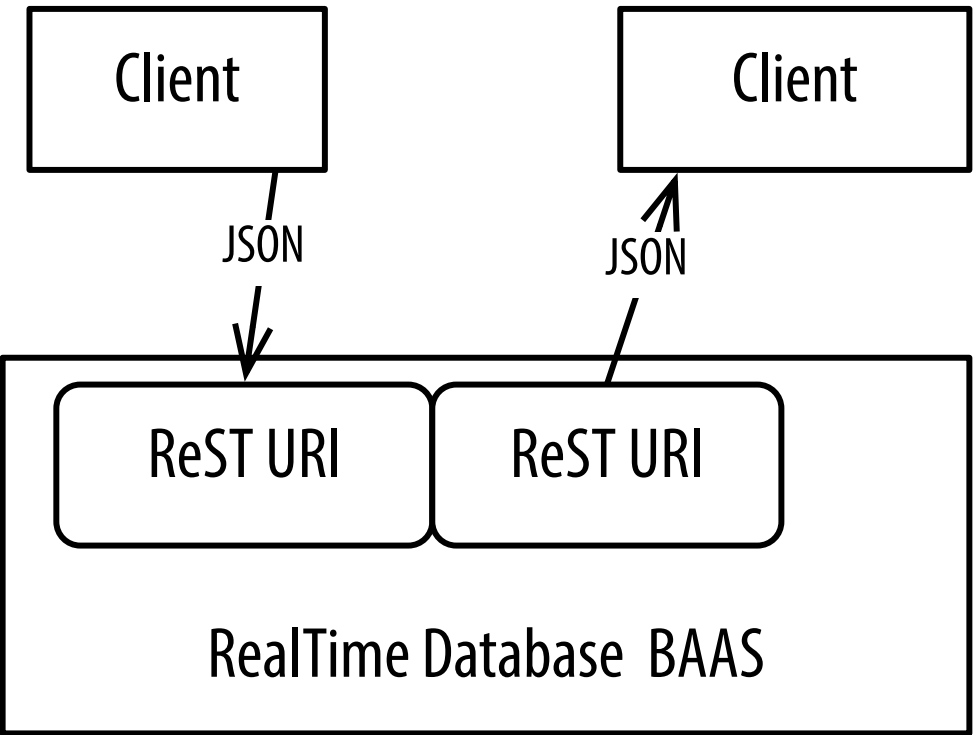 Client
Client
JSON
JSON
ReST URI
ReST URI
RealTime Database BAAS